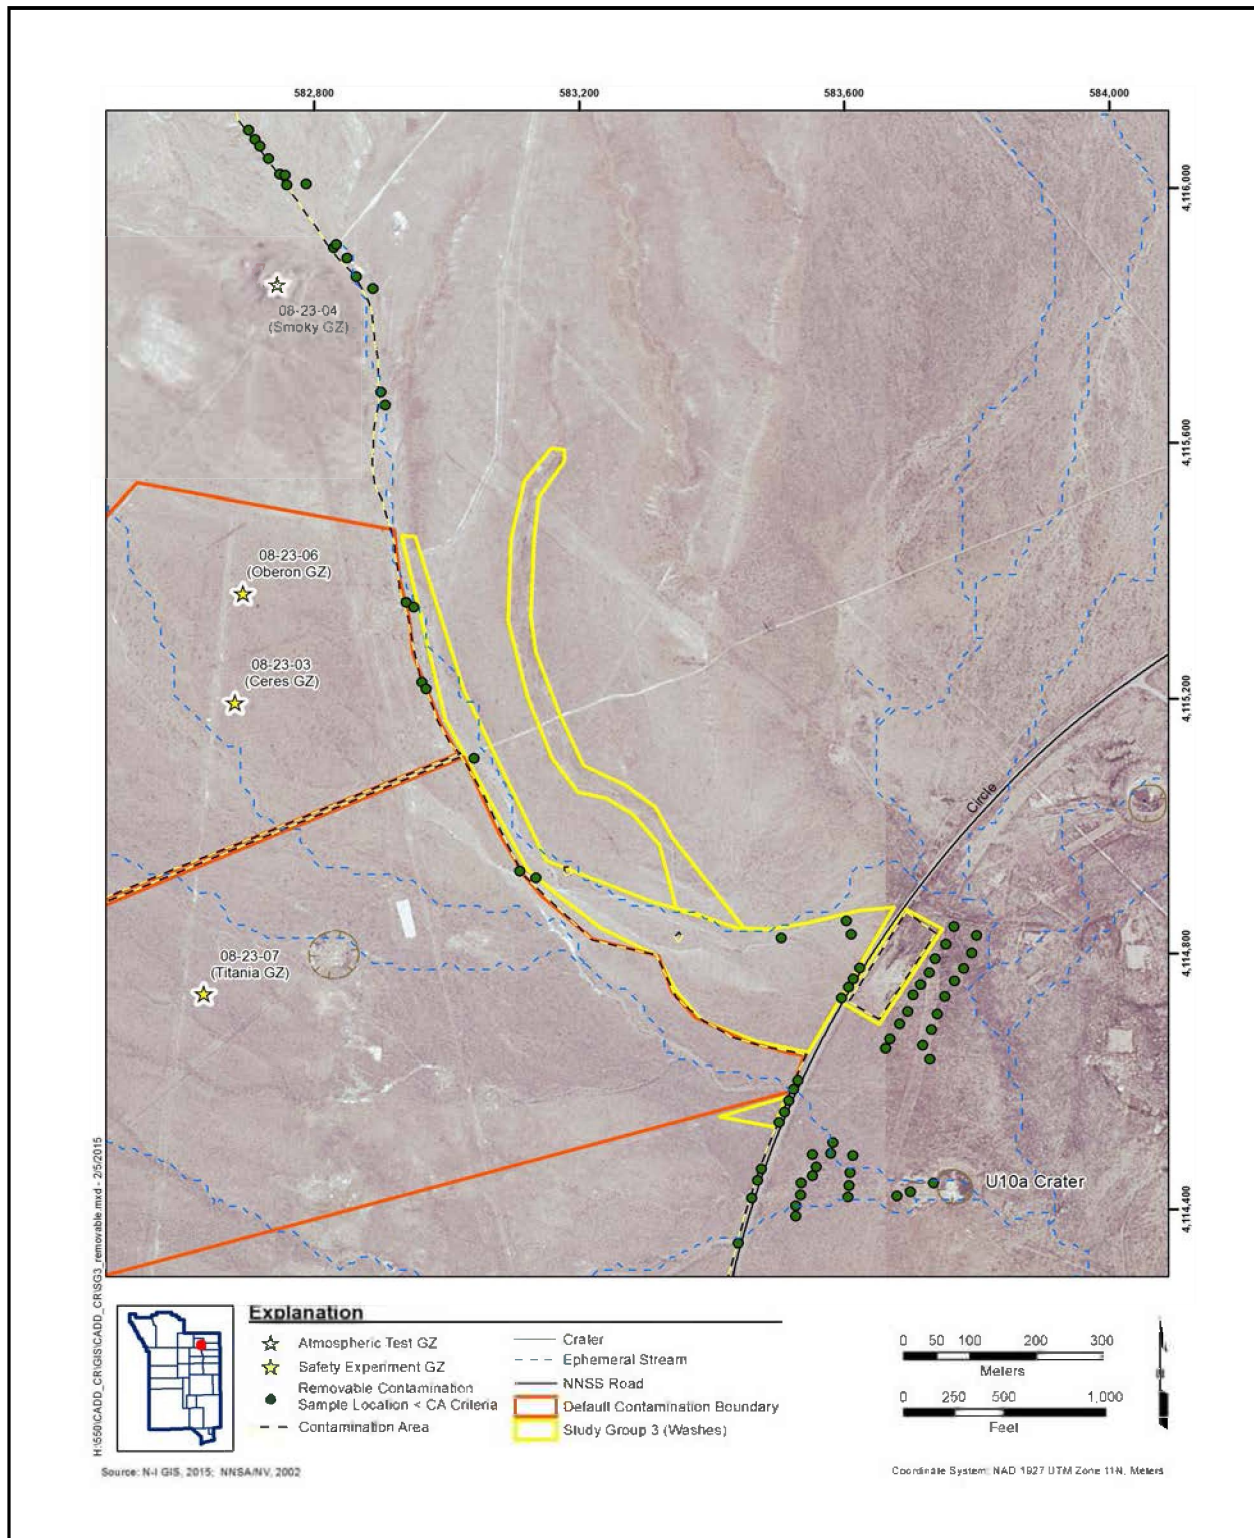 582,800 583,200 583,600 584,000
4,116,000
08-23-04
(Smoky GZ)
4,115,600
08-23-06
(Oberon GZ)
08-23-03
(Ceres GZ)
4,115,200
Circle
08-23-07
(Titania GZ)
4,114,800
U10a Crater
4,114,400
H:\550\CADD_CR\GIS\CADD_CR\SG3_removable.mxd - 2/5/2015
Explanation
Atmospheric Test GZ
Safety Experiment GZ
Removable Contamination
Sample Location < CA Criteria
Contamination Area
Crater
Ephemeral Stream
NNSS Road
Default Contamination Boundary
Study Group 3 (Washes)
0 50 100 200 300
Meters
0 250 500 1,000
Feet
Source: N-I GIS, 2015; NNSA/NV, 2002
Coordinate System: NAD 1927 UTM Zone 11N, Meters